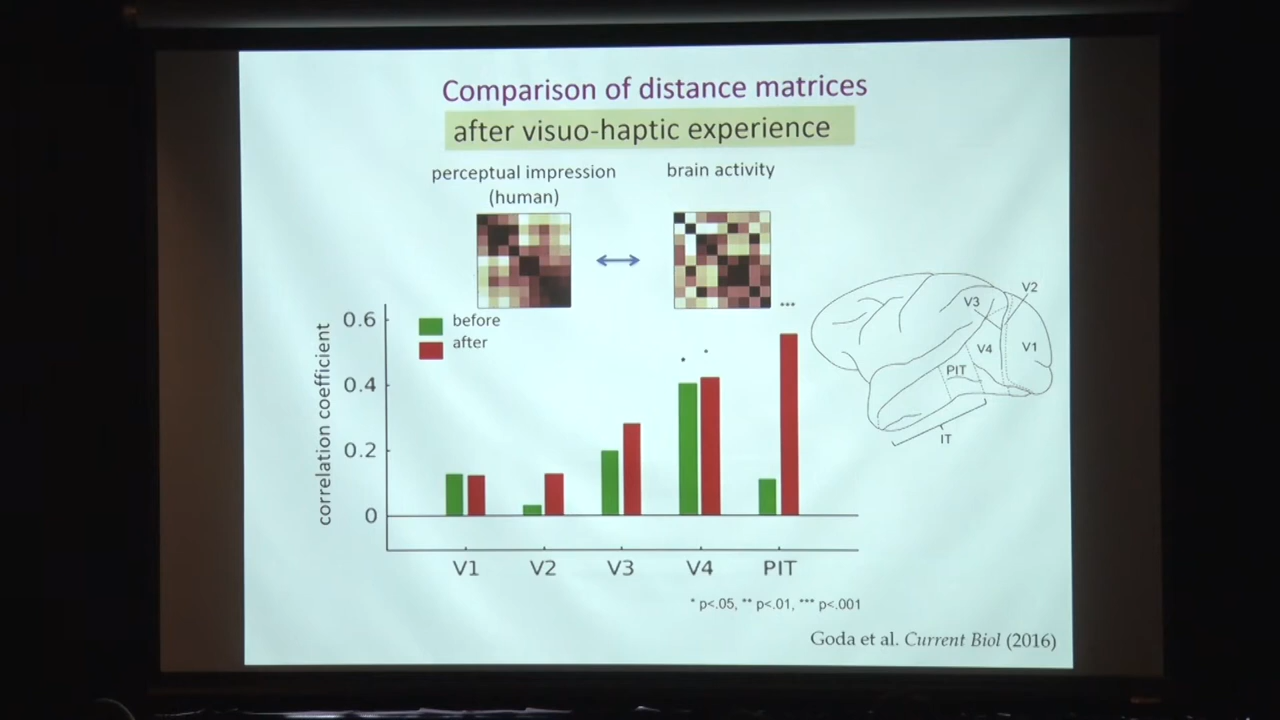 Comparison of distance matrices
after visuo-haptic experience
perceptual impression
(human)
brain activity
before
after
correlation coefficient
0.6
0.4
0.2
0
***
*
*
V1
V2
V3
V4
PIT
* p<.05, ** p<.01, *** p<.001
V2
V3
V4
V1
PIT
IT
Goda et al. Current Biol (2016)